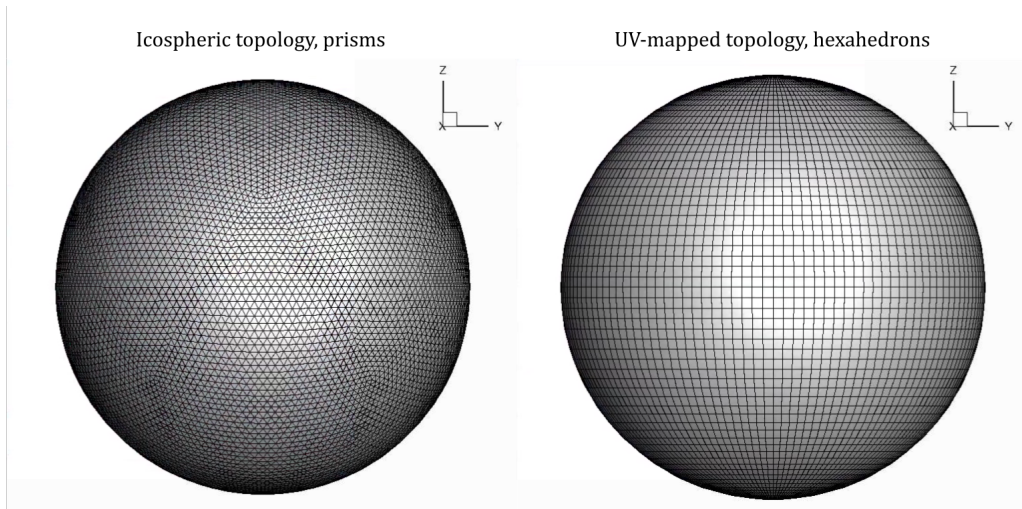 Icospheric topology, prisms
UV-mapped topology, hexahedrons
Z
X
Y
Z
X
Y